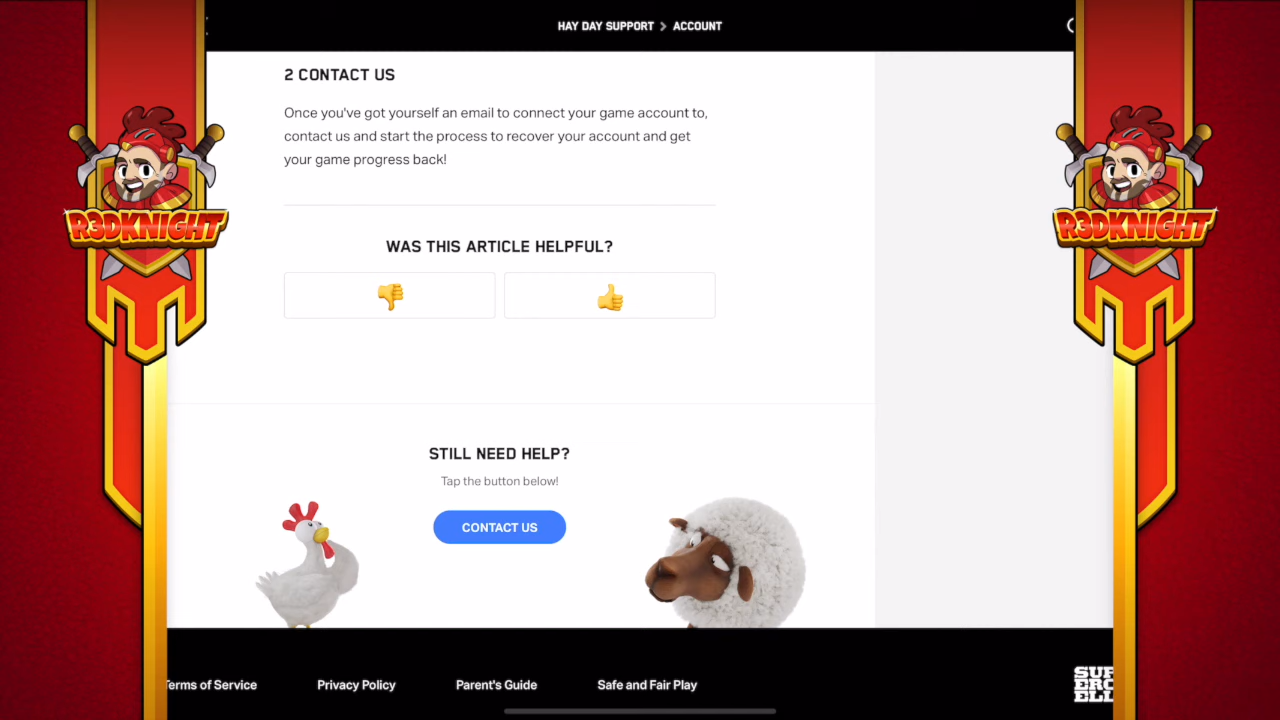 HAY DAY SUPPORT > ACCOUNT
2 CONTACT US
Once you've got yourself an email to connect your game account to,
contact us and start the process to recover your account and get
your game progress back!
R3DKNIGHT
R3DKNIGHT
WAS THIS ARTICLE HELPFUL?
STILL NEED HELP?
Tap the button below!
CONTACT US
Terms of Service
Privacy Policy
Parent's Guide
Safe and Fair Play
SUP
ERC
ELL